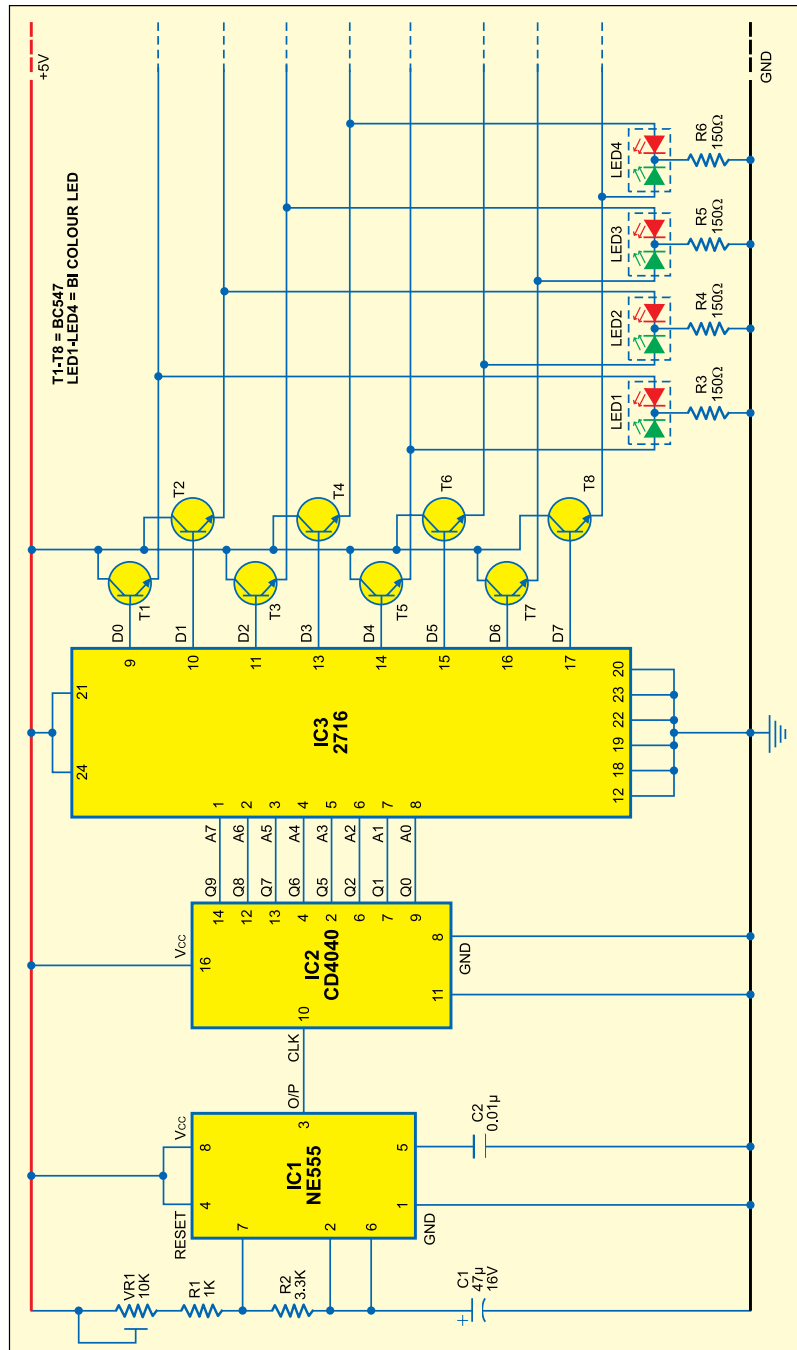 +5V
GND
T1-T8 = BC547
LED1-LED4 = BI COLOUR LED
VR1
10K
R1
1K
R2
3.3K
C1
47µ
16V
+
RESET
Vcc
4
8
7
2
6
1
5
3
IC1
NE555
GND
C2
0.01µ
O/P
CLK
Vcc
16
10
IC2
CD4040
11
8
GND
14
12
13
4
2
6
7
9
Q9
Q8
Q7
Q6
Q5
Q2
Q1
Q0
A7
A6
A5
A4
A3
A2
A1
A0
1
2
3
4
5
6
7
8
24
21
IC3
2716
12
18
19
22
23
20
9
10
11
13
14
15
16
17
D0
D1
D2
D3
D4
D5
D6
D7
T1
T2
T3
T4
T5
T6
T7
T8
LED1
LED2
LED3
LED4
R3
150Ω
R4
150Ω
R5
150Ω
R6
150Ω